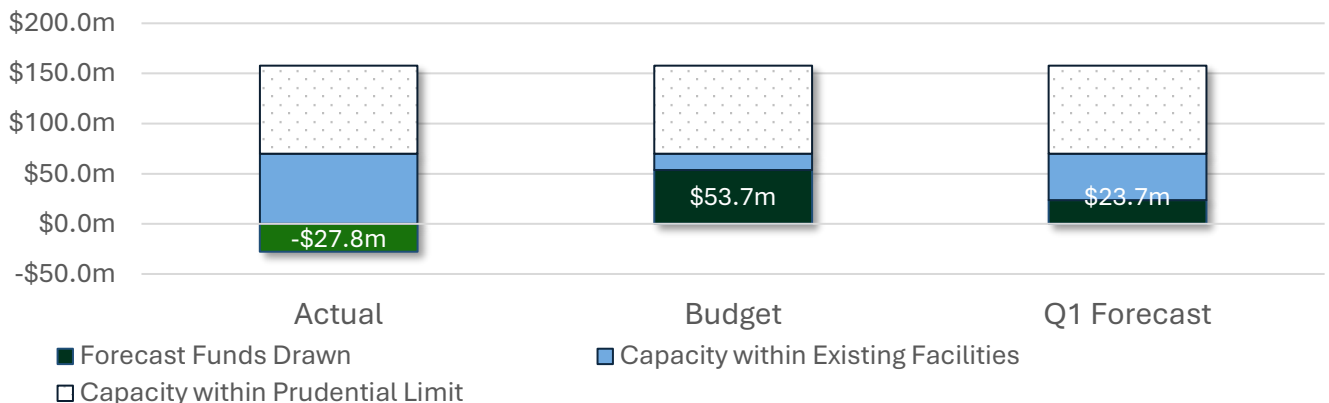 $200.0m
$150.0m
$100.0m
$50.0m
$0.0m
-$50.0m
-$27.8m
$53.7m
$23.7m
Actual
Budget
Q1 Forecast
Forecast Funds Drawn
Capacity within Existing Facilities
Capacity within Prudential Limit